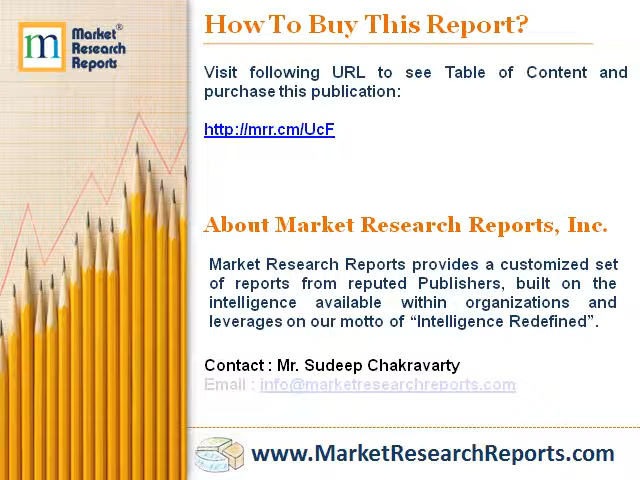 m
Market
Research
Reports
®
How To Buy This Report?
Visit following URL to see Table of Content and
purchase this publication:
http://mrr.cm/UcF
About Market Research Reports, Inc.
Market Research Reports provides a customized set
of reports from reputed Publishers, built on the
intelligence available within organizations and
leverages on our motto of “Intelligence Redefined”.
Contact : Mr. Sudeep Chakravarty
Email : info@marketresearchreports.com
www.MarketResearchReports.com